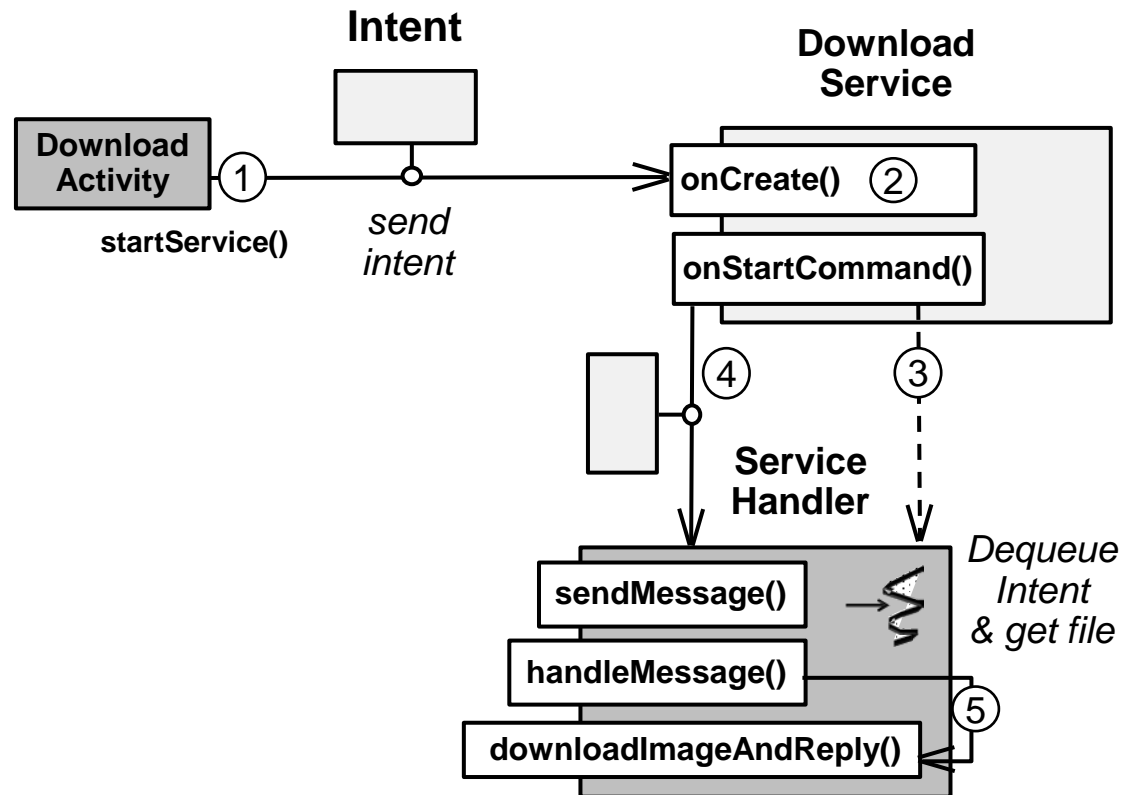 Intent
Download
Service
Download
Activity
1
onCreate()
2
send
intent
startService()
onStartCommand()
4
3
Service
Handler
Dequeue
Intent
& get file
sendMessage()
handleMessage()
5
downloadImageAndReply()